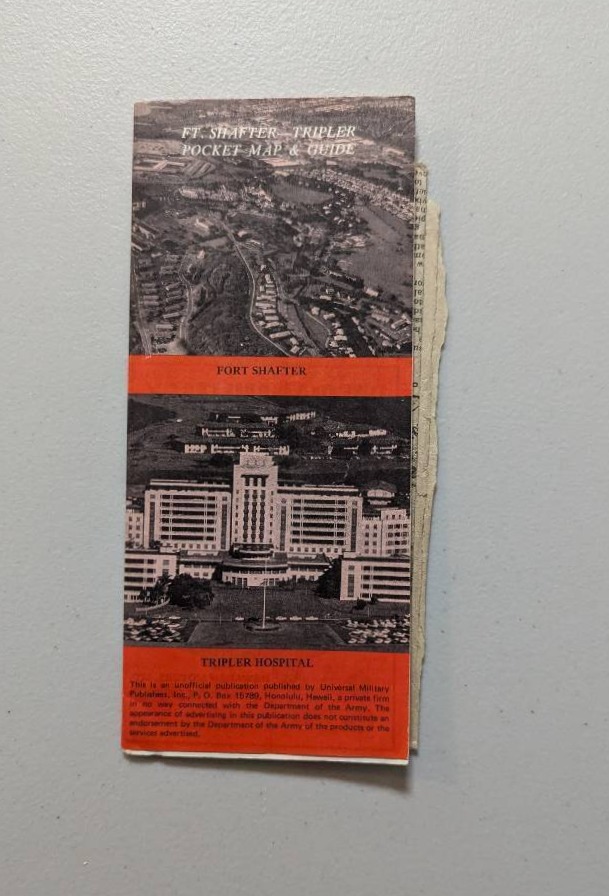 FT. SHAFTER—TRIPLER
POCKET MAP & GUIDE
FORT SHAFTER
TRIPLER HOSPITAL
This is an unofficial publication published by Universal Military
Publishers, Inc., P. O. Box 15789, Honolulu, Hawaii, a private firm
in no way connected with the Department of the Army. The
appearance of advertising in this publication does not constitute an
endorsement by the Department of the Army of the products or the
services advertised.